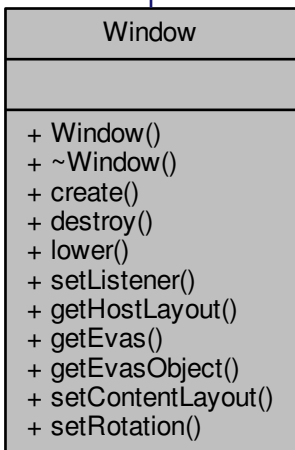 Window
+ Window()
+ ~Window()
+ create()
+ destroy()
+ lower()
+ setListener()
+ getHostLayout()
+ getEvas()
+ getEvasObject()
+ setContentLayout()
+ setRotation()